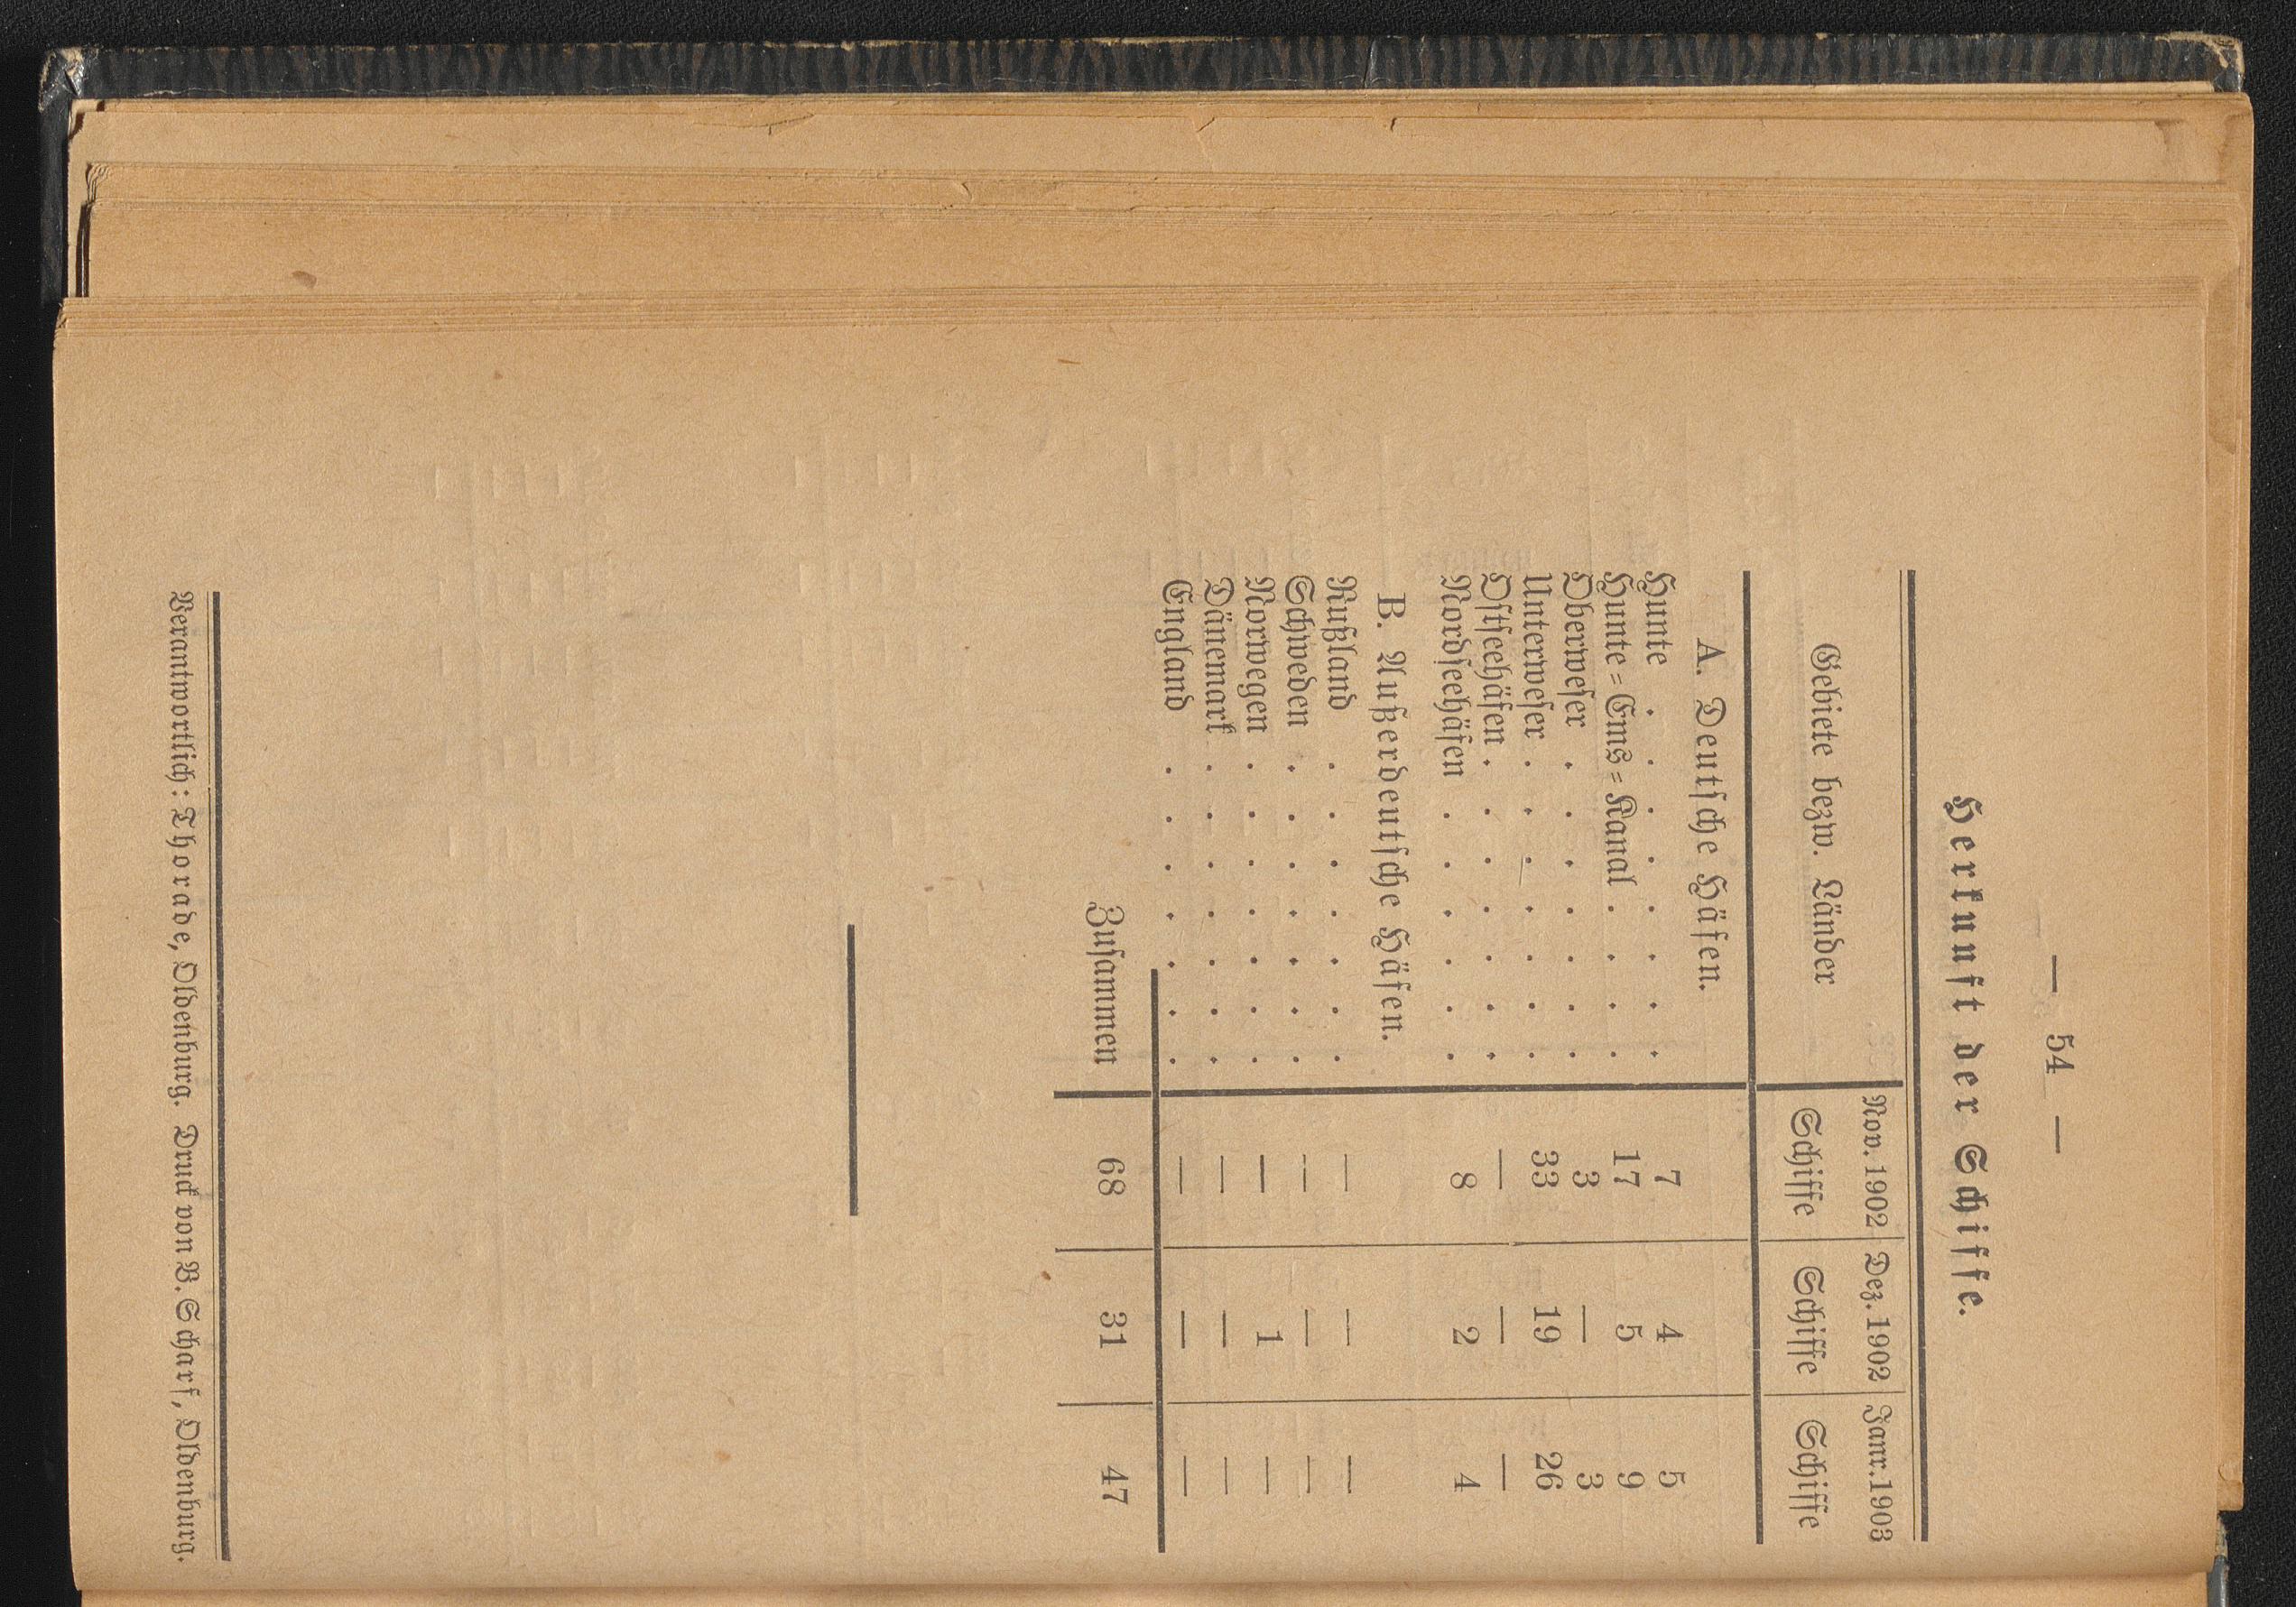 — 54 —
Herkunft der Schiffe.
Gebiete bezw. Länder | Nov. 1902 Schiffe | Dez. 1902 Schiffe | Janr. 1903 Schiffe
A. Deutsche Häfen.
Hunte . . . . . . . . 7 4 5
Hunte=Ems=Kanal . . . . 17 5 9
Oberweser . . . . . . . 3 — 3
Unterweser . . . . . . . 33 19 26
Ostseehäfen . . . . . . . — — —
Nordseehäfen . . . . . . 8 2 4
B. Außerdeutsche Häfen.
Rußland . . . . . . . — — —
Schweden . . . . . . . — — —
Norwegen . . . . . . . — 1 —
Dänemark . . . . . . . — — —
England . . . . . . . — — —
Zusammen 68 31 47
Verantwortlich: Thorade, Oldenburg. Druck von B. Scharf, Oldenburg.